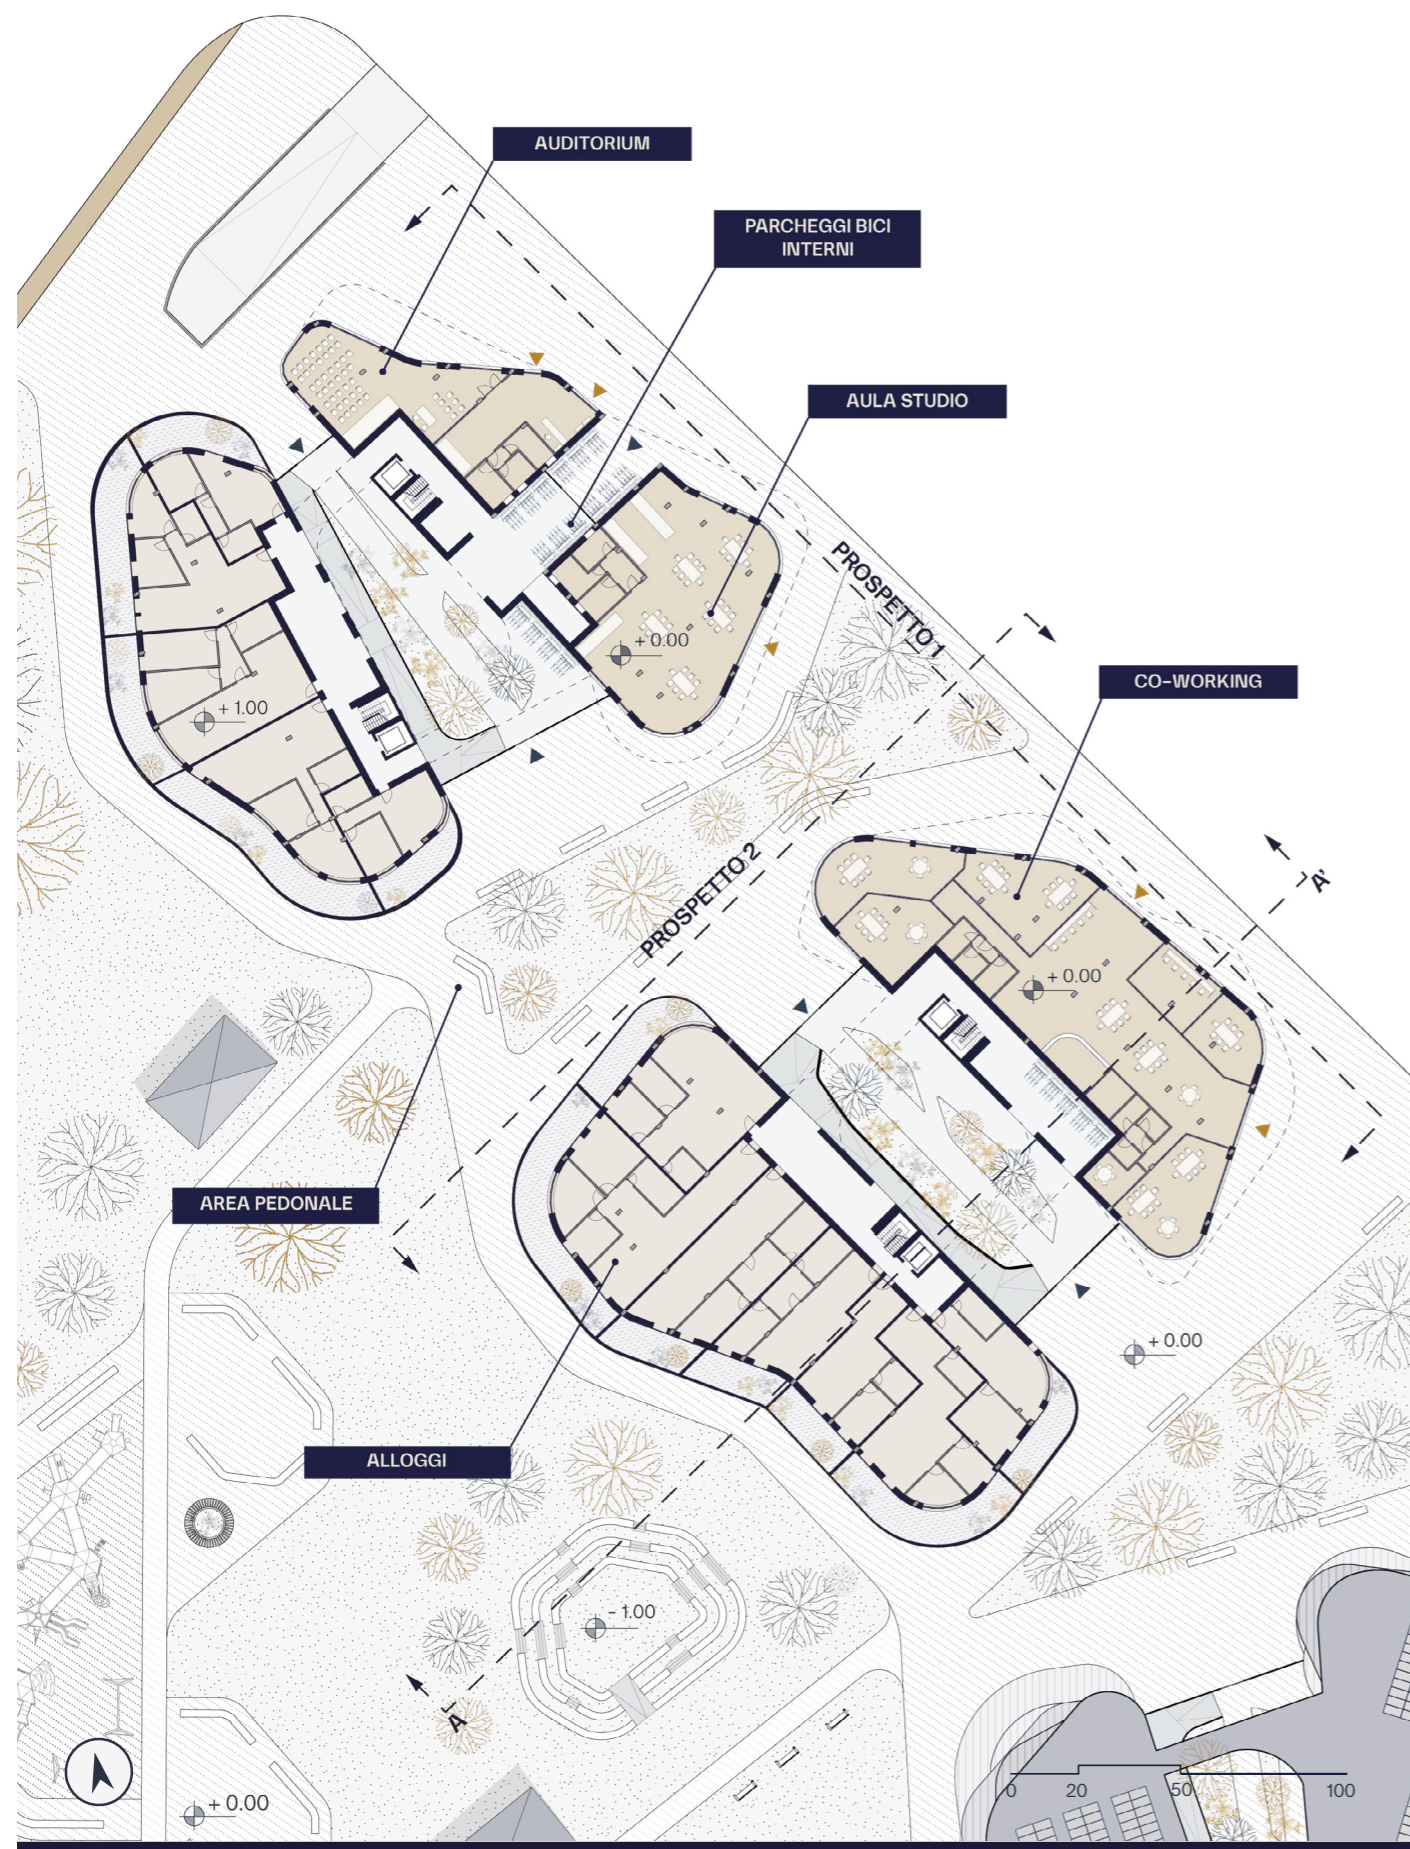 AUDITORIUM
PARCHEGGI BICI
INTERNI
AULA STUDIO
PROSPETTO 1
+ 0.00
1
CO-WORKING
+ 1.00
PROSPETTO 2
A'
+ 0.00
AREA PEDONALE
+ 0.00
ALLOGGI
- 1.00
A
+ 0.00
0 20 50 100